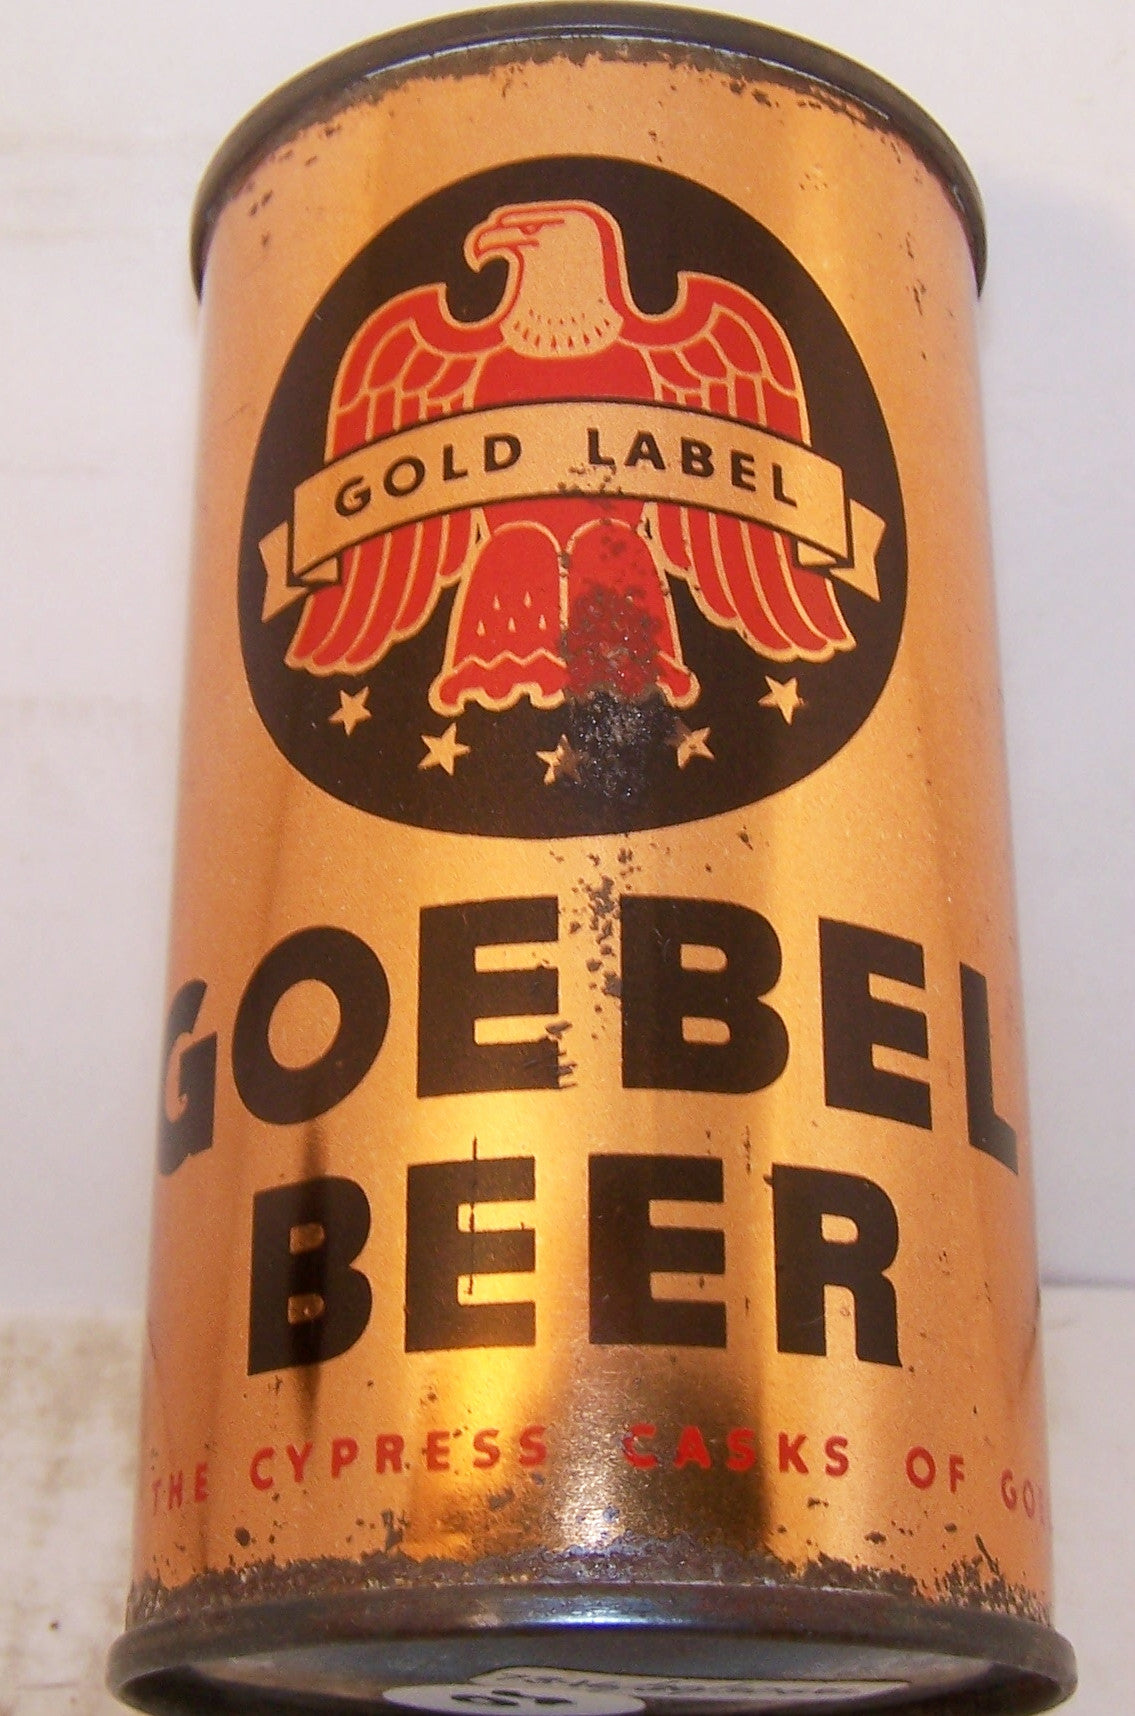 GOLD LABEL
GOEBEL
BEER
THE CYPRESS CASKS OF